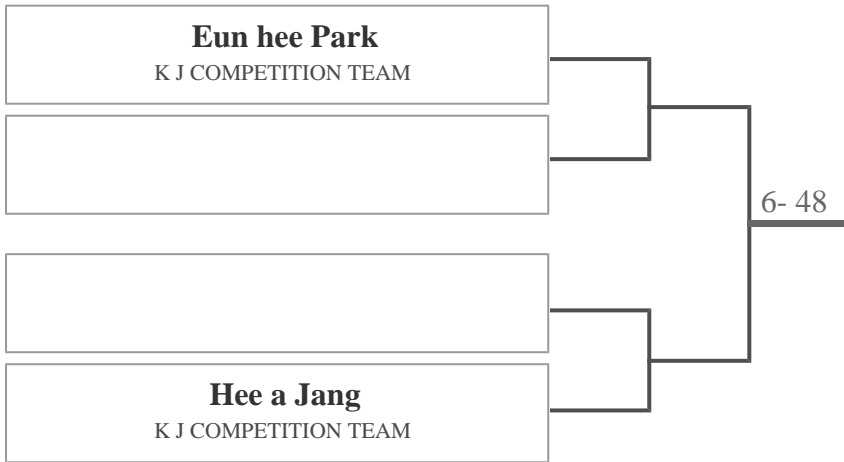 Eun hee Park
K J COMPETITION TEAM
6- 48
Hee a Jang
K J COMPETITION TEAM